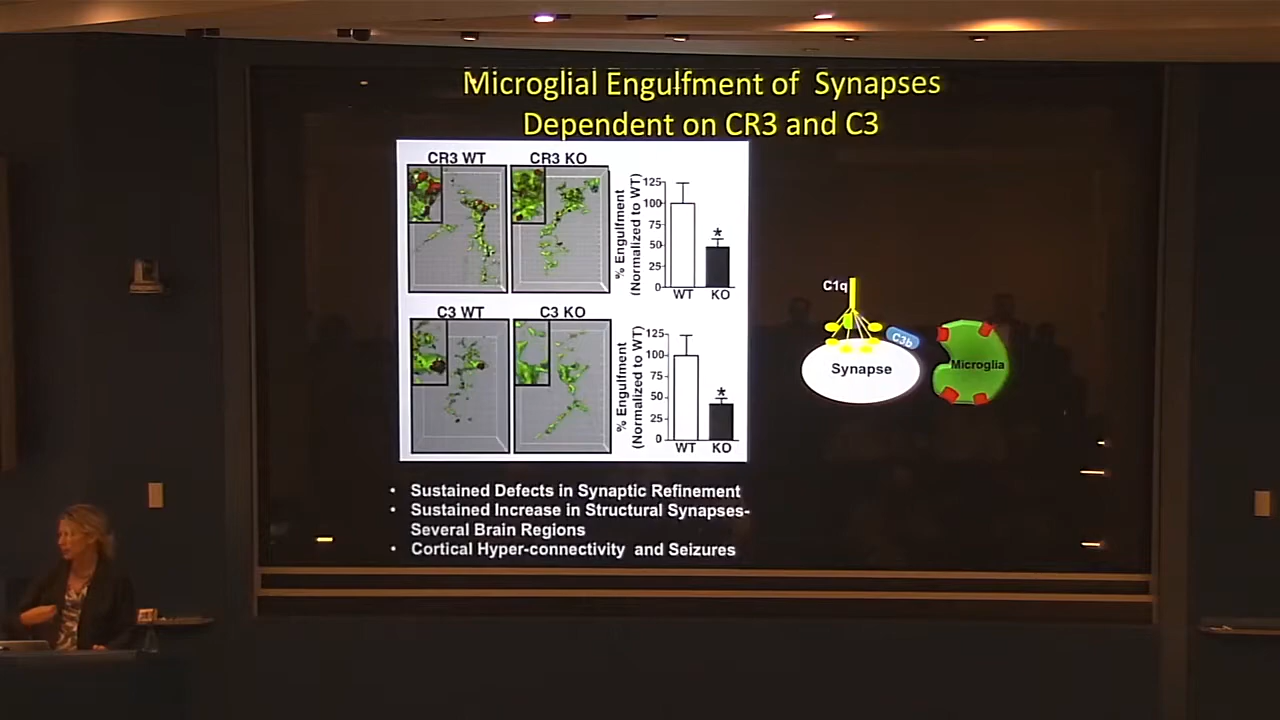 Microglial Engulfment of Synapses
Dependent on CR3 and C3
CR3 WT
CR3 KO
% Engulfment
(Normalized to WT)
125
100
75
50
25
0
WT
KO
*
C3 WT
C3 KO
% Engulfment
(Normalized to WT)
125
100
75
50
25
0
WT
KO
*
C1q
C3b
Synapse
Microglia
• Sustained Defects in Synaptic Refinement
• Sustained Increase in Structural Synapses-
Several Brain Regions
• Cortical Hyper-connectivity and Seizures